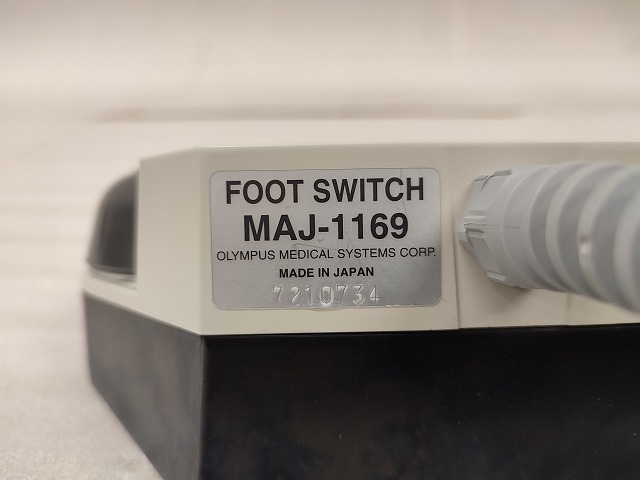 FOOT SWITCH
MAJ-1169
OLYMPUS MEDICAL SYSTEMS CORP.
MADE IN JAPAN
7210734